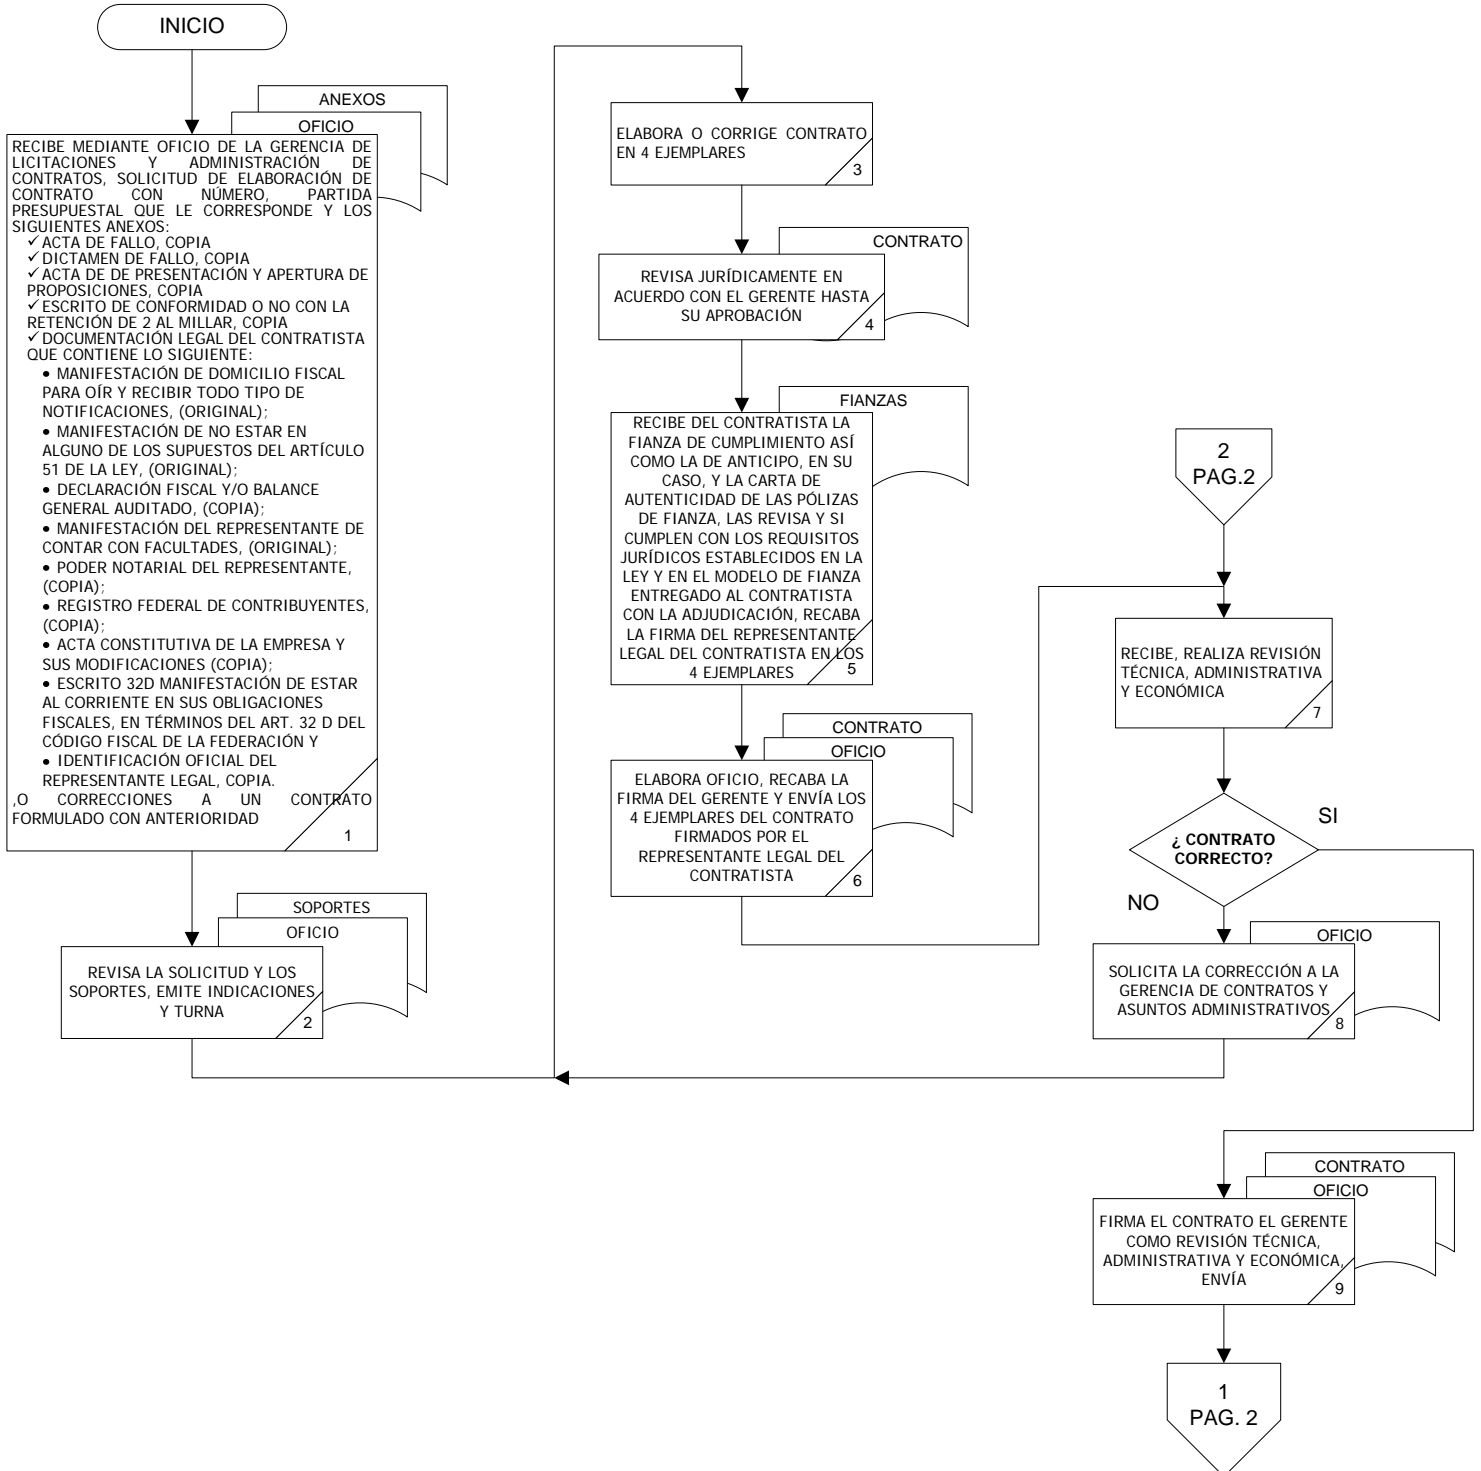 INICIO
ANEXOS
OFICIO
RECIBE MEDIANTE OFICIO DE LA GERENCIA DE
LICITACIONES Y ADMINISTRACIÓN DE
CONTRATOS, SOLICITUD DE ELABORACIÓN DE
CONTRATO CON NÚMERO, PARTIDA
PRESUPUESTAL QUE LE CORRESPONDE Y LOS
SIGUIENTES ANEXOS:
✓ ACTA DE FALLO, COPIA
✓ DICTAMEN DE FALLO, COPIA
✓ ACTA DE DE PRESENTACIÓN Y APERTURA DE
PROPOSICIONES, COPIA
✓ ESCRITO DE CONFORMIDAD O NO CON LA
RETENCIÓN DE 2 AL MILLAR, COPIA
✓ DOCUMENTACIÓN LEGAL DEL CONTRATISTA
QUE CONTIENE LO SIGUIENTE:
• MANIFESTACIÓN DE DOMICILIO FISCAL
PARA OÍR Y RECIBIR TODO TIPO DE
NOTIFICACIONES, (ORIGINAL);
• MANIFESTACIÓN DE NO ESTAR EN
ALGUNO DE LOS SUPUESTOS DEL ARTÍCULO
51 DE LA LEY, (ORIGINAL);
• DECLARACIÓN FISCAL Y/O BALANCE
GENERAL AUDITADO, (COPIA);
• MANIFESTACIÓN DEL REPRESENTANTE DE
CONTAR CON FACULTADES, (ORIGINAL);
• PODER NOTARIAL DEL REPRESENTANTE,
(COPIA);
• REGISTRO FEDERAL DE CONTRIBUYENTES,
(COPIA);
• ACTA CONSTITUTIVA DE LA EMPRESA Y
SUS MODIFICACIONES (COPIA);
• ESCRITO 32D MANIFESTACIÓN DE ESTAR
AL CORRIENTE EN SUS OBLIGACIONES
FISCALES, EN TÉRMINOS DEL ART. 32 D DEL
CÓDIGO FISCAL DE LA FEDERACIÓN Y
• IDENTIFICACIÓN OFICIAL DEL
REPRESENTANTE LEGAL, COPIA.
,O CORRECCIONES A UN CONTRATO
FORMULADO CON ANTERIORIDAD
1
SOPORTES
OFICIO
REVISA LA SOLICITUD Y LOS
SOPORTES, EMITE INDICACIONES
Y TURNA
2
ELABORA O CORRIGE CONTRATO
EN 4 EJEMPLARES
3
CONTRATO
REVISA JURÍDICAMENTE EN
ACUERDO CON EL GERENTE HASTA
SU APROBACIÓN
4
FIANZAS
RECIBE DEL CONTRATISTA LA
FIANZA DE CUMPLIMIENTO ASÍ
COMO LA DE ANTICIPO, EN SU
CASO, Y LA CARTA DE
AUTENTICIDAD DE LAS PÓLIZAS
DE FIANZA, LAS REVISA Y SI
CUMPLEN CON LOS REQUISITOS
JURÍDICOS ESTABLECIDOS EN LA
LEY Y EN EL MODELO DE FIANZA
ENTREGADO AL CONTRATISTA
CON LA ADJUDICACIÓN, RECABA
LA FIRMA DEL REPRESENTANTE
LEGAL DEL CONTRATISTA EN LOS
4 EJEMPLARES
5
CONTRATO
OFICIO
ELABORA OFICIO, RECABA LA
FIRMA DEL GERENTE Y ENVÍA LOS
4 EJEMPLARES DEL CONTRATO
FIRMADOS POR EL
REPRESENTANTE LEGAL DEL
CONTRATISTA
6
2
PAG.2
RECIBE, REALIZA REVISIÓN
TÉCNICA, ADMINISTRATIVA
Y ECONÓMICA
7
¿ CONTRATO
CORRECTO?
SI
NO
OFICIO
SOLICITA LA CORRECCIÓN A LA
GERENCIA DE CONTRATOS Y
ASUNTOS ADMINISTRATIVOS
8
CONTRATO
OFICIO
FIRMA EL CONTRATO EL GERENTE
COMO REVISIÓN TÉCNICA,
ADMINISTRATIVA Y ECONÓMICA,
ENVÍA
9
1
PAG. 2